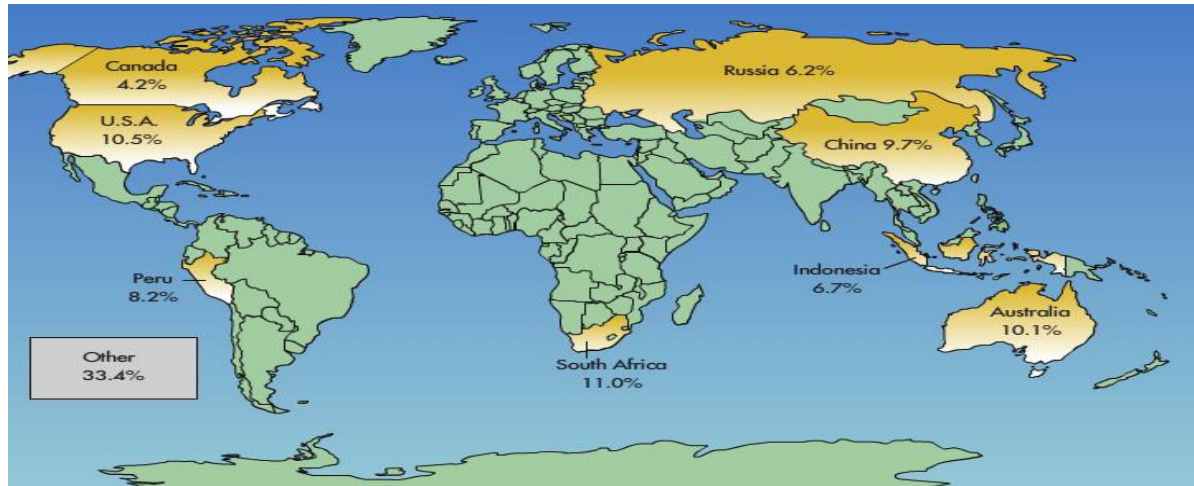 Canada
4.2%
U.S.A.
10.5%
Russia 6.2%
China 9.7%
Peru
8.2%
Indonesia
6.7%
Australia
10.1%
Other
33.4%
South Africa
11.0%